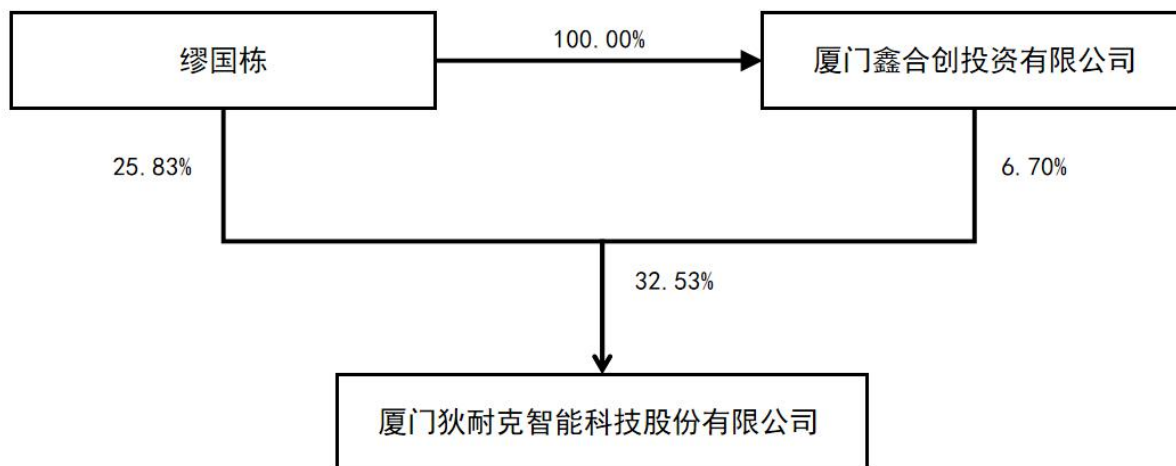 缪国栋
100.00%
厦门鑫合创投资有限公司
25.83%
6.70%
32.53%
厦门狄耐克智能科技股份有限公司